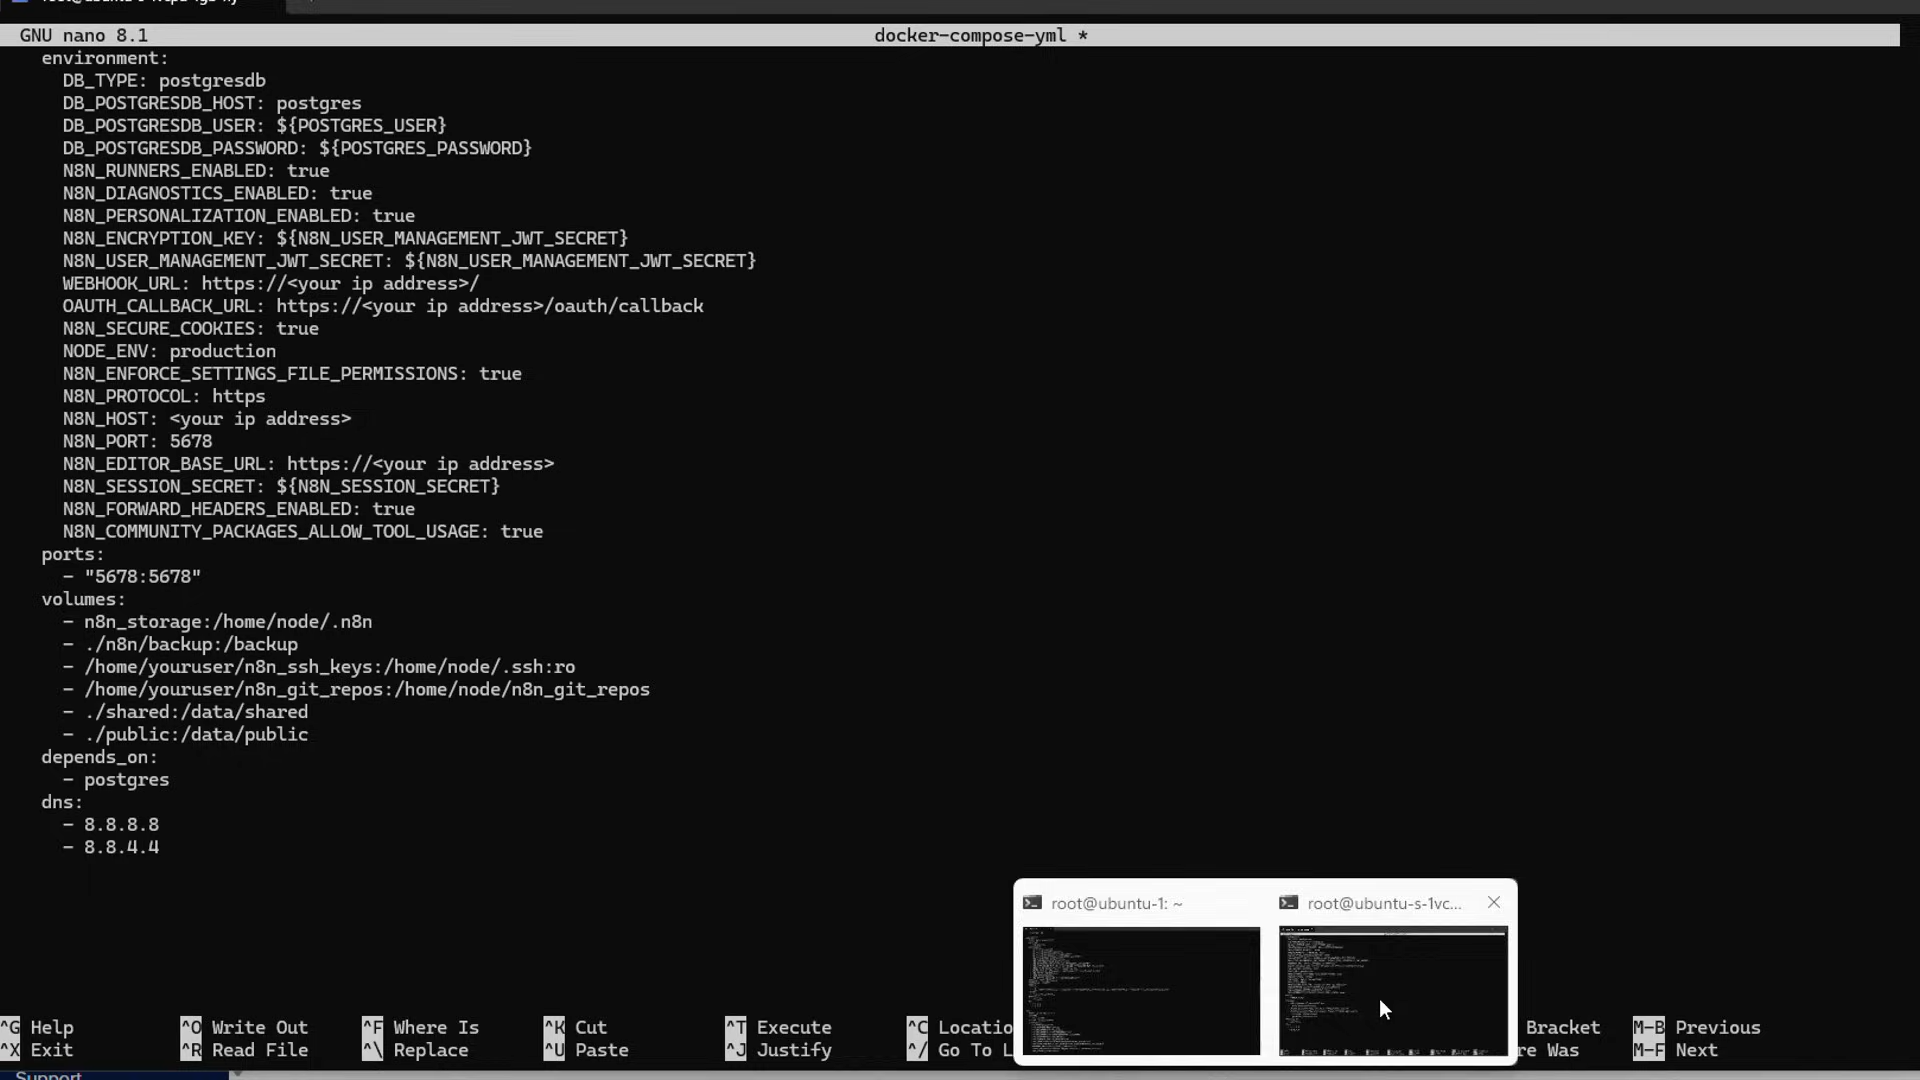 GNU nano 8.1 docker-compose-yml *
environment:
DB_TYPE: postgresdb
DB_POSTGRESDB_HOST: postgres
DB_POSTGRESDB_USER: ${POSTGRES_USER}
DB_POSTGRESDB_PASSWORD: ${POSTGRES_PASSWORD}
N8N_RUNNERS_ENABLED: true
N8N_DIAGNOSTICS_ENABLED: true
N8N_PERSONALIZATION_ENABLED: true
N8N_ENCRYPTION_KEY: ${N8N_USER_MANAGEMENT_JWT_SECRET}
N8N_USER_MANAGEMENT_JWT_SECRET: ${N8N_USER_MANAGEMENT_JWT_SECRET}
WEBHOOK_URL: https://<your ip address>/
OAUTH_CALLBACK_URL: https://<your ip address>/oauth/callback
N8N_SECURE_COOKIES: true
NODE_ENV: production
N8N_ENFORCE_SETTINGS_FILE_PERMISSIONS: true
N8N_PROTOCOL: https
N8N_HOST: <your ip address>
N8N_PORT: 5678
N8N_EDITOR_BASE_URL: https://<your ip address>
N8N_SESSION_SECRET: ${N8N_SESSION_SECRET}
N8N_FORWARD_HEADERS_ENABLED: true
N8N_COMMUNITY_PACKAGES_ALLOW_TOOL_USAGE: true
ports:
- "5678:5678"
volumes:
- n8n_storage:/home/node/.n8n
- ./n8n/backup:/backup
- /home/youruser/n8n_ssh_keys:/home/node/.ssh:ro
- /home/youruser/n8n_git_repos:/home/node/n8n_git_repos
- ./shared:/data/shared
- ./public:/data/public
depends_on:
- postgres
dns:
- 8.8.8.8
- 8.8.4.4
root@ubuntu-1: ~ root@ubuntu-s-1vc...
^G Help ^O Write Out ^F Where Is ^K Cut ^T Execute ^C Locatio Bracket M-B Previous
^X Exit ^R Read File ^\ Replace ^U Paste ^J Justify ^/ Go To L re Was M-F Next
Support